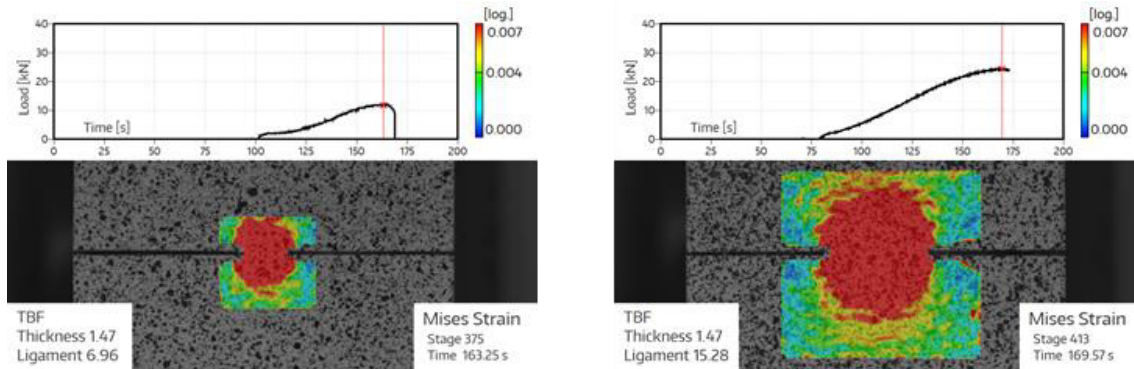 [log.]
0.007
0.004
0.000
40
30
20
10
0
Load [kN]
Time [s]
0 25 50 75 100 125 150 175 200
TBF
Thickness 1.47
Ligament 6.96
Mises Strain
Stage 375
Time 163.25 s
[log.]
0.007
0.004
0.000
40
30
20
10
0
Load [kN]
Time [s]
0 25 50 75 100 125 150 175 200
TBF
Thickness 1.47
Ligament 15.28
Mises Strain
Stage 413
Time 169.57 s